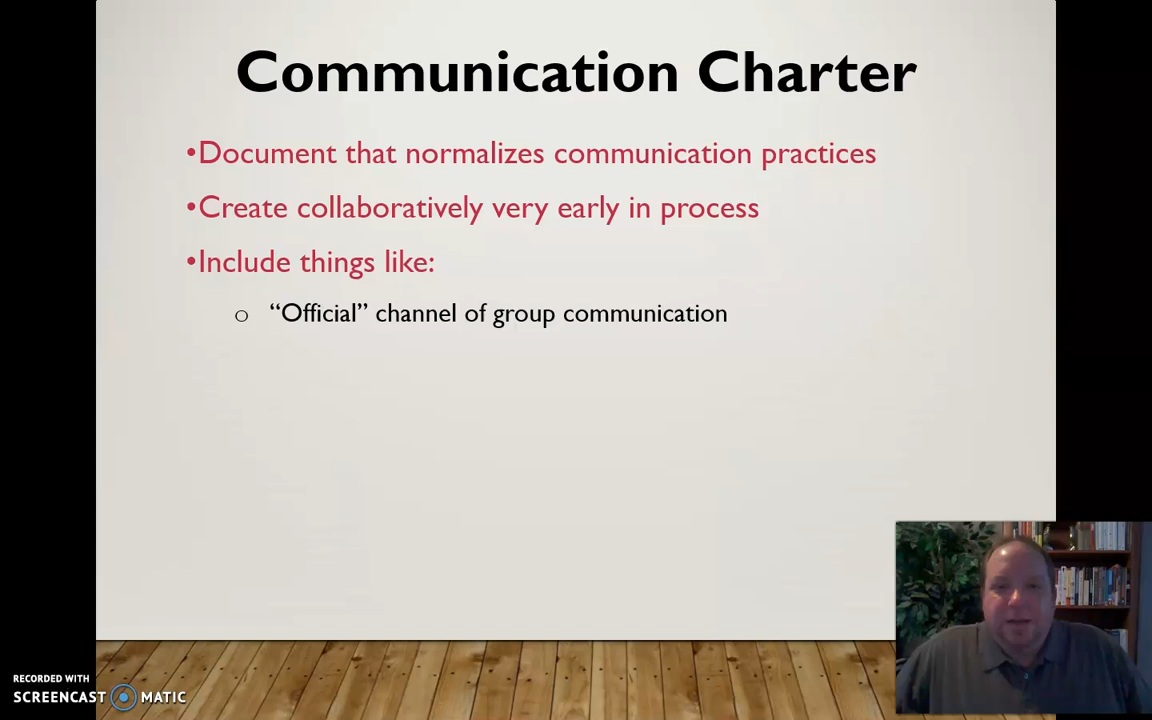 Communication Charter
•Document that normalizes communication practices
•Create collaboratively very early in process
•Include things like:
o “Official” channel of group communication
RECORDED WITH
SCREENCAST MATIC